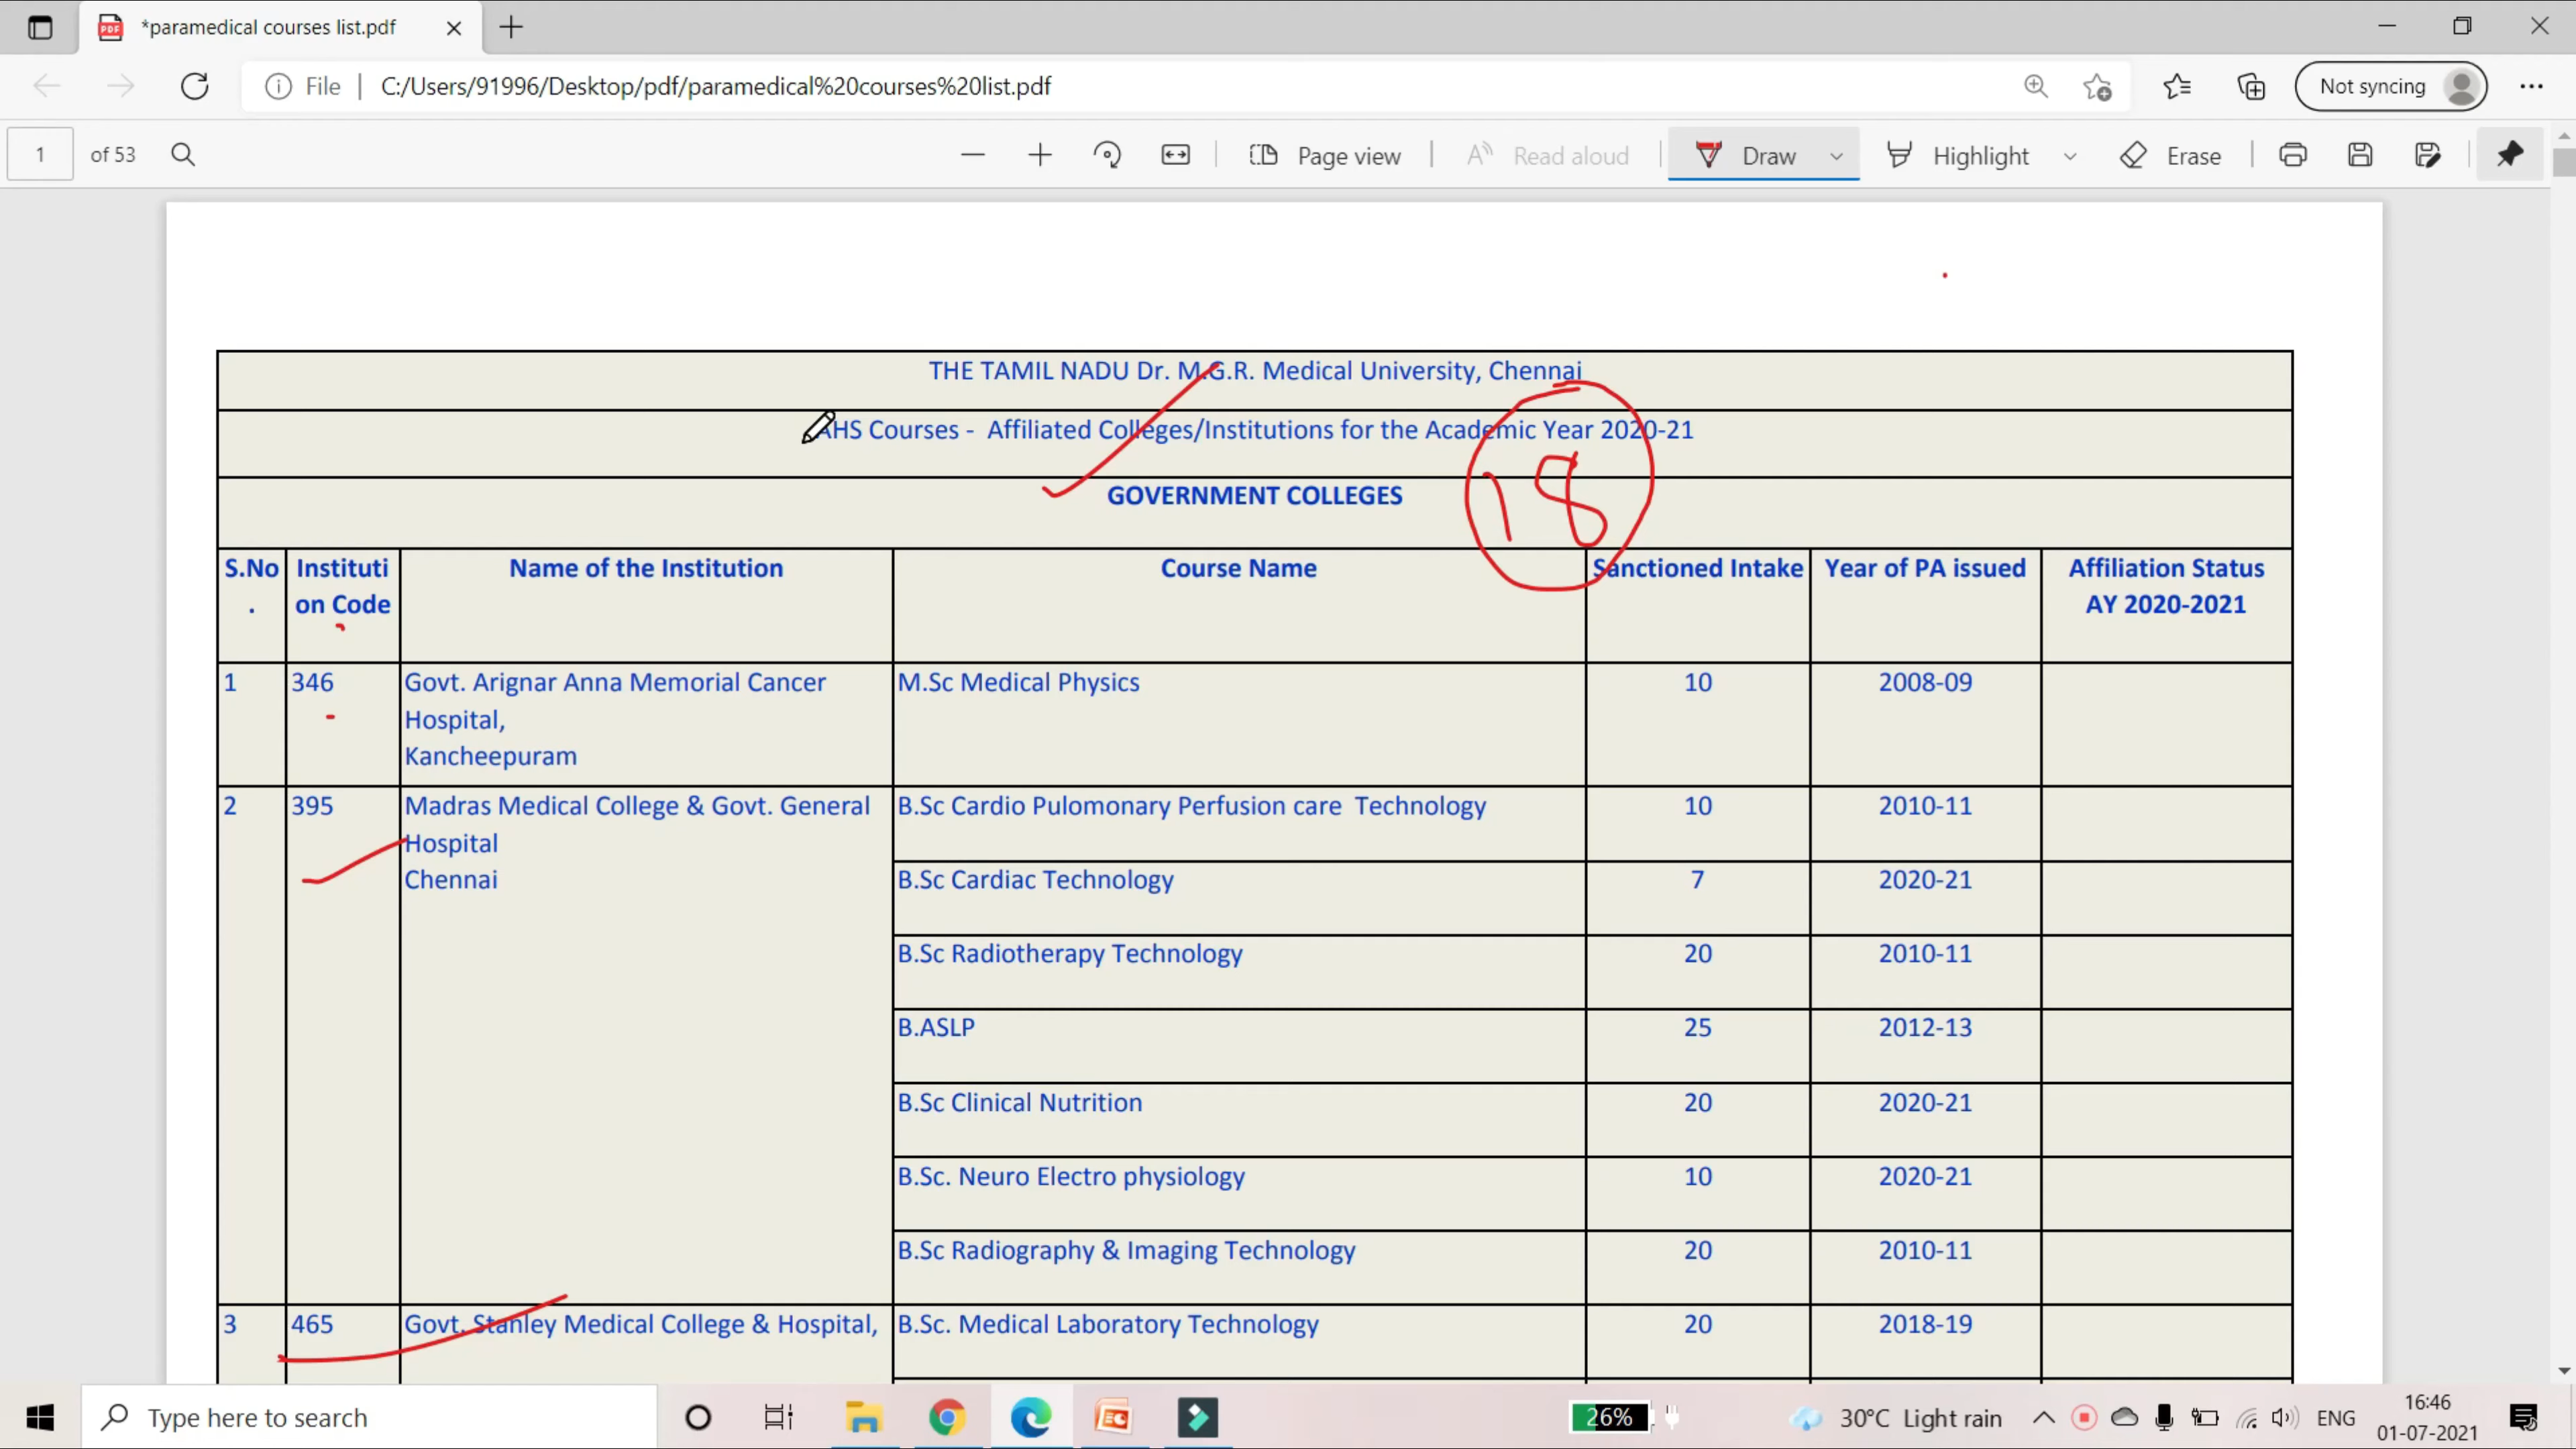 *paramedical courses list.pdf
File | C:/Users/91996/Desktop/pdf/paramedical%20courses%20list.pdf
Not syncing
1 of 53
Page view
Read aloud
Draw
Highlight
Erase
THE TAMIL NADU Dr. M.G.R. Medical University, Chennai
AHS Courses - Affiliated Colleges/Institutions for the Academic Year 2020-21
GOVERNMENT COLLEGES
18
S.No Instituti Name of the Institution Course Name Sanctioned Intake Year of PA issued Affiliation Status
. on Code AY 2020-2021
1 346 Govt. Arignar Anna Memorial Cancer M.Sc Medical Physics 10 2008-09
Hospital,
Kancheepuram
2 395 Madras Medical College & Govt. General B.Sc Cardio Pulomonary Perfusion care Technology 10 2010-11
Hospital
Chennai B.Sc Cardiac Technology 7 2020-21
B.Sc Radiotherapy Technology 20 2010-11
B.ASLP 25 2012-13
B.Sc Clinical Nutrition 20 2020-21
B.Sc. Neuro Electro physiology 10 2020-21
B.Sc Radiography & Imaging Technology 20 2010-11
3 465 Govt. Stanley Medical College & Hospital, B.Sc. Medical Laboratory Technology 20 2018-19
Type here to search
26%
30°C Light rain
ENG
16:46
01-07-2021